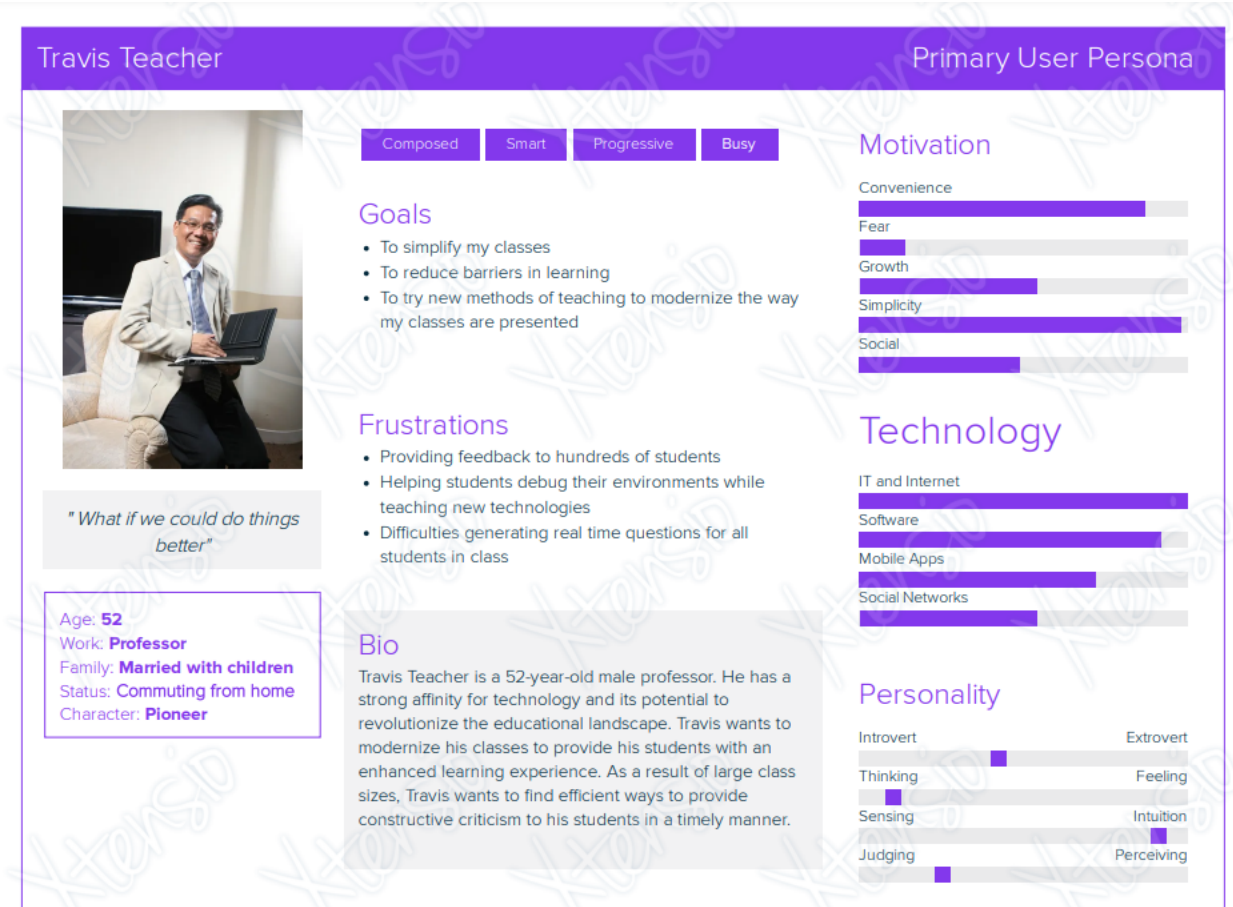 Travis Teacher
Primary User Persona
Composed
Smart
Progressive
Busy
Goals
• To simplify my classes
• To reduce barriers in learning
• To try new methods of teaching to modernize the way
my classes are presented
Frustrations
• Providing feedback to hundreds of students
• Helping students debug their environments while
teaching new technologies
• Difficulties generating real time questions for all
students in class
" What if we could do things
better"
Age: 52
Work: Professor
Family: Married with children
Status: Commuting from home
Character: Pioneer
Bio
Travis Teacher is a 52-year-old male professor. He has a
strong affinity for technology and its potential to
revolutionize the educational landscape. Travis wants to
modernize his classes to provide his students with an
enhanced learning experience. As a result of large class
sizes, Travis wants to find efficient ways to provide
constructive criticism to his students in a timely manner.
Motivation
Convenience
Fear
Growth
Simplicity
Social
Technology
IT and Internet
Software
Mobile Apps
Social Networks
Personality
Introvert Extrovert
Thinking Feeling
Sensing Intuition
Judging Perceiving
Xtensio